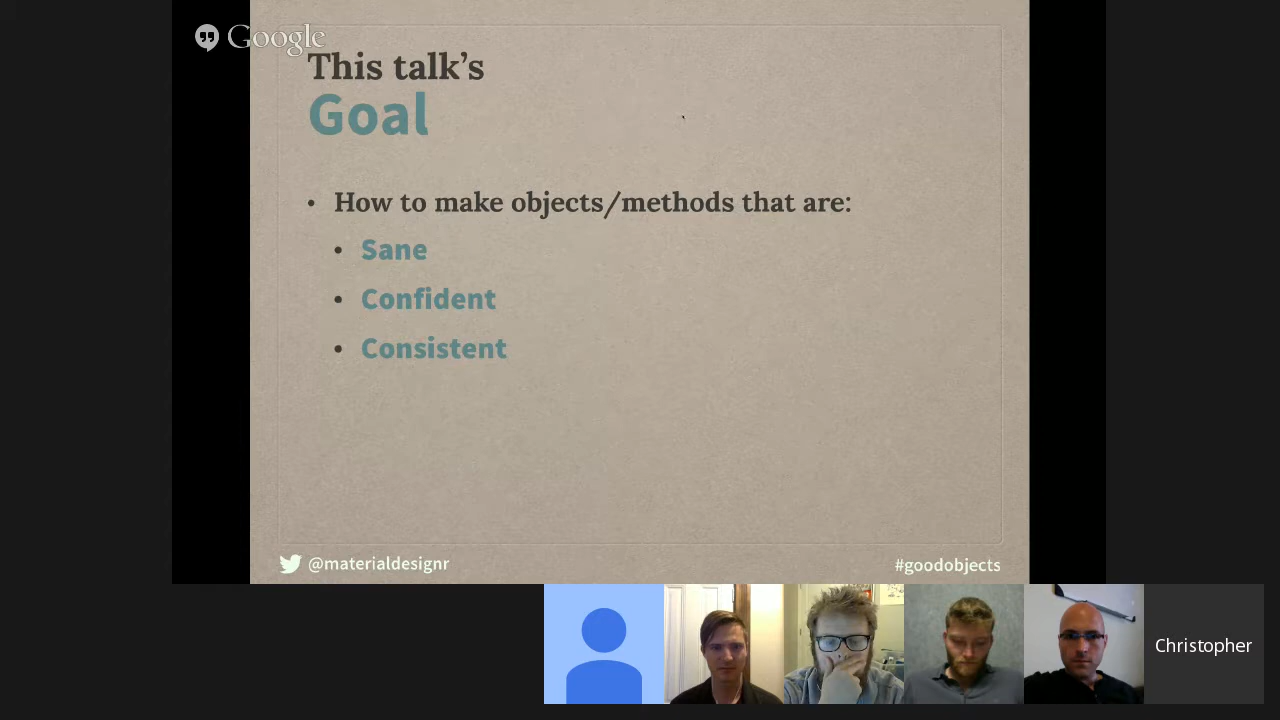 Google
This talk’s
Goal
• How to make objects/methods that are:
• Sane
• Confident
• Consistent
@materialdesignr
#goodobjects
Christopher